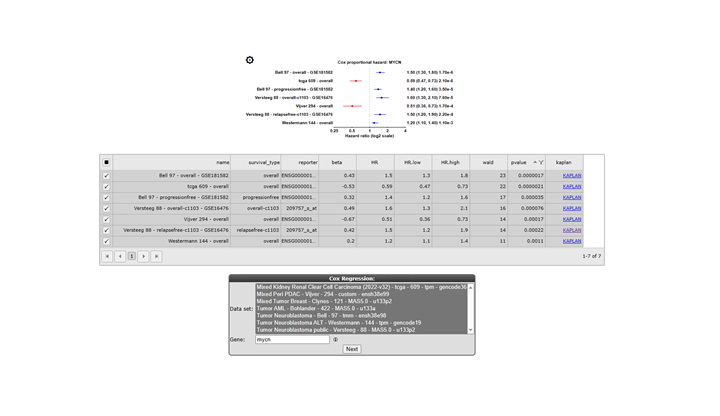 Cox proportional hazard: MYCN
Bell 97 - overall - GSE181582 1.50 (1.30, 1.80) 1.70e-6
tcga 609 - overall 0.59 (0.47, 0.73) 2.10e-6
Bell 97 - progressionfree - GSE181582 1.40 (1.20, 1.60) 3.50e-5
Versteeg 88 - overall-c1103 - GSE16476 1.60 (1.30, 2.10) 7.60e-5
Vijver 294 - overall 0.51 (0.36, 0.73) 1.70e-4
Versteeg 88 - relapsefree-c1103 - GSE16476 1.50 (1.20, 1.90) 2.20e-4
Westermann 144 - overall 1.20 (1.10, 1.40) 1.10e-3
0.25 0.5 1 2 4
Hazard ratio (log2 scale)
name survival_type reporter beta HR HR.low HR.high wald pvalue kaplan
Bell 97 - overall - GSE181582 overall ENSG000001... 0.43 1.5 1.3 1.8 23 0.0000017 KAPLAN
tcga 609 - overall overall ENSG000001... -0.53 0.59 0.47 0.73 22 0.0000021 KAPLAN
Bell 97 - progressionfree - GSE181582 progressionfree ENSG000001... 0.32 1.4 1.2 1.6 17 0.000035 KAPLAN
Versteeg 88 - overall-c1103 - GSE16476 overall-c1103 209757_s_at 0.49 1.6 1.3 2.1 16 0.000076 KAPLAN
Vijver 294 - overall overall ENSG000001... -0.67 0.51 0.36 0.73 14 0.00017 KAPLAN
Versteeg 88 - relapsefree-c1103 - GSE16476 relapsefree-c1103 209757_s_at 0.42 1.5 1.2 1.9 14 0.00022 KAPLAN
Westermann 144 - overall overall ENSG000001... 0.2 1.2 1.1 1.4 11 0.0011 KAPLAN
1 1-7 of 7
Cox Regression:
Mixed Kidney Renal Clear Cell Carcinoma (2022-v32) - tcga - 609 - tpm - gencode36
Mixed Peri PDAC - Vijver - 294 - custom - ensh38e99
Mixed Tumor Breast - Clynes - 121 - MAS5.0 - u133p2
Data set: Tumor AML - Bohlander - 422 - MAS5.0 - u133a
Tumor Neuroblastoma - Bell - 97 - tmm - ensh38e98
Tumor Neuroblastoma ALT - Westermann - 144 - tpm - gencode19
Tumor Neuroblastoma public - Versteeg - 88 - MAS5.0 - u133p2
Gene: mycn
Next